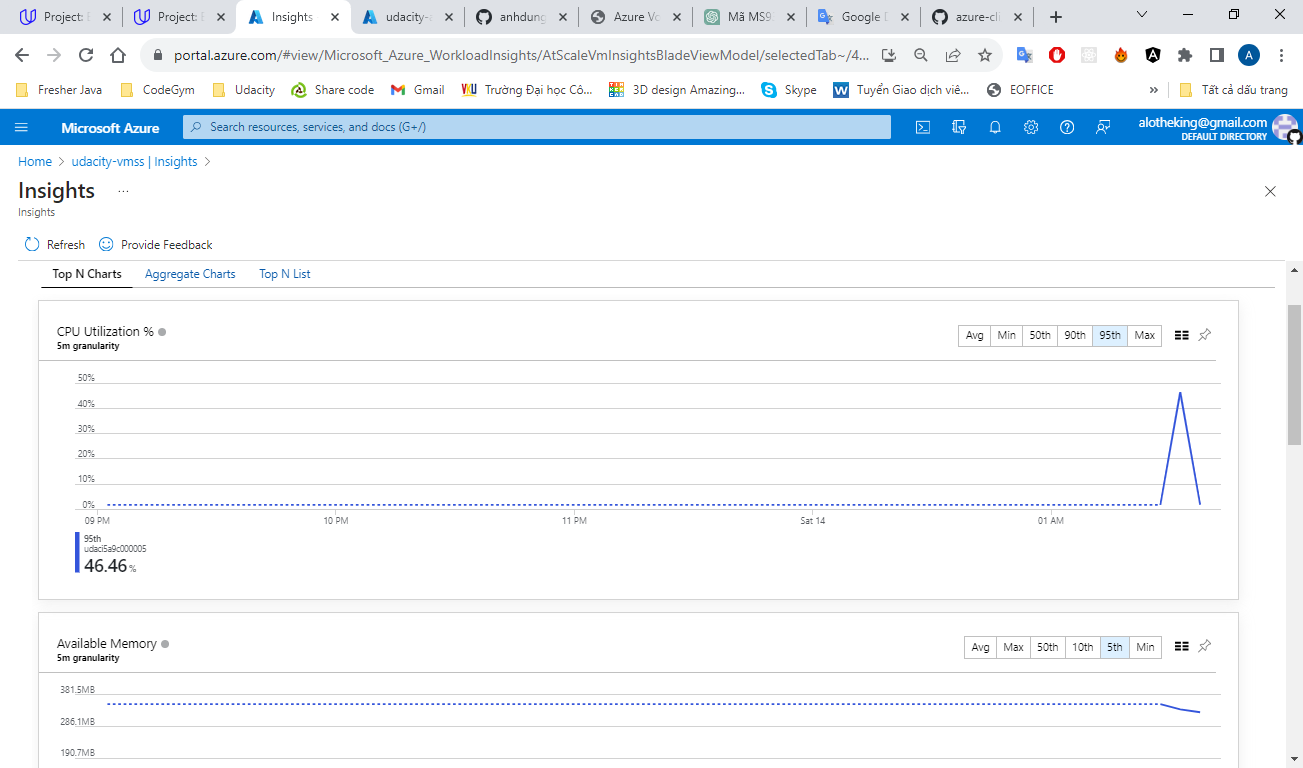 Project: E
Project: E
Insights
udacity-
anhdung
Azure Vo
Mã MS9
Google
azure-cli
portal.azure.com/#view/Microsoft_Azure_WorkloadInsights/AtScaleVmInsightsBladeViewModel/selectedTab~/4...
A
Fresher Java
CodeGym
Udacity
Share code
Gmail
Trường Đại học Cô...
3D design Amazing...
Skype
Tuyển Giao dịch viê...
EOFFICE
»
Tất cả dấu trang
Microsoft Azure
Search resources, services, and docs (G+/)
alotheking@gmail.com
DEFAULT DIRECTORY
Home > udacity-vmss | Insights >
Insights ...
Insights
Refresh
Provide Feedback
Top N Charts
Aggregate Charts
Top N List
CPU Utilization %
5m granularity
Avg Min 50th 90th 95th Max
50%
40%
30%
20%
10%
0%
09 PM 10 PM 11 PM Sat 14 01 AM
95th
udaci5a9c000005
46.46 %
Available Memory
5m granularity
Avg Max 50th 10th 5th Min
381.5MB
286.1MB
190.7MB